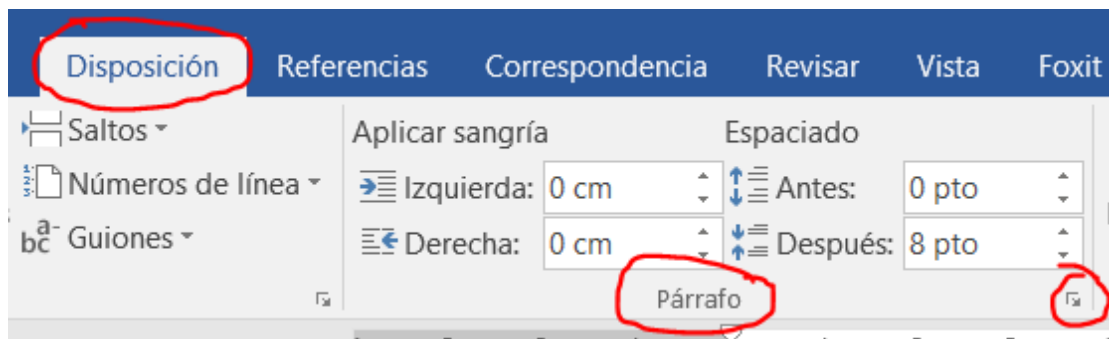 Disposición Referencias Correspondencia Revisar Vista Foxit
Saltos Aplicar sangría Espaciado
Números de línea Izquierda: 0 cm Antes: 0 pto
Guiones Derecha: 0 cm Después: 8 pto
Párrafo